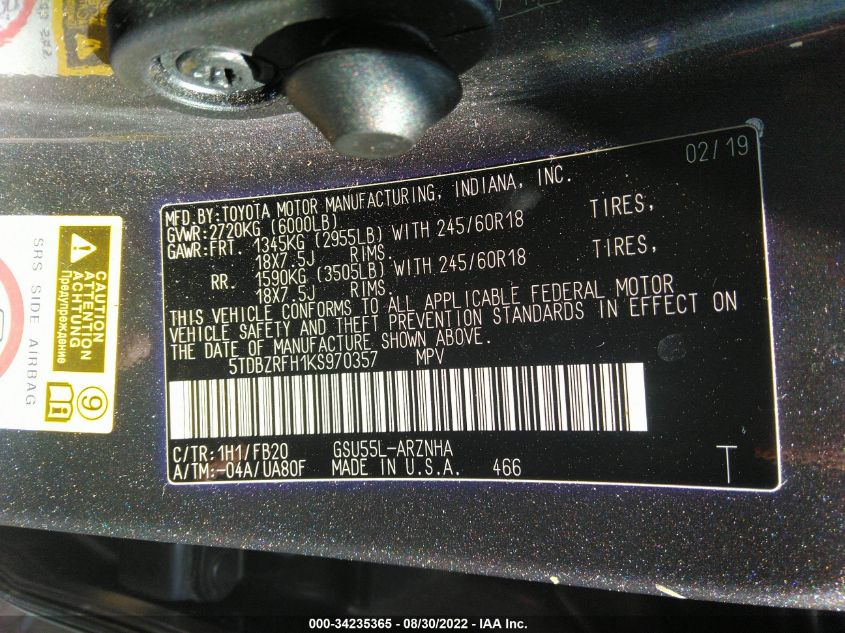 02/19
MFD.BY:TOYOTA MOTOR MANUFACTURING, INDIANA, INC.
GVWR:2720KG (6000LB)
GAWR:FRT. 1345KG (2955LB) WITH 245/60R18 TIRES,
18X7.5J RIMS.
RR. 1590KG (3505LB) WITH 245/60R18 TIRES,
18X7.5J RIMS.
THIS VEHICLE CONFORMS TO ALL APPLICABLE FEDERAL MOTOR
VEHICLE SAFETY AND THEFT PREVENTION STANDARDS IN EFFECT ON
THE DATE OF MANUFACTURE SHOWN ABOVE.
5TDBZRFH1KS970357 MPV
C/TR:1H1/FB20 GSU55L-ARZNHA
A/TM:-04A/UA80F MADE IN U.S.A. 466
T
SRS SIDE AIRBAG
CAUTION
ATTENTION
ACHTUNG
Предупреждение
9
000-34235365 - 08/30/2022 - IAA Inc.